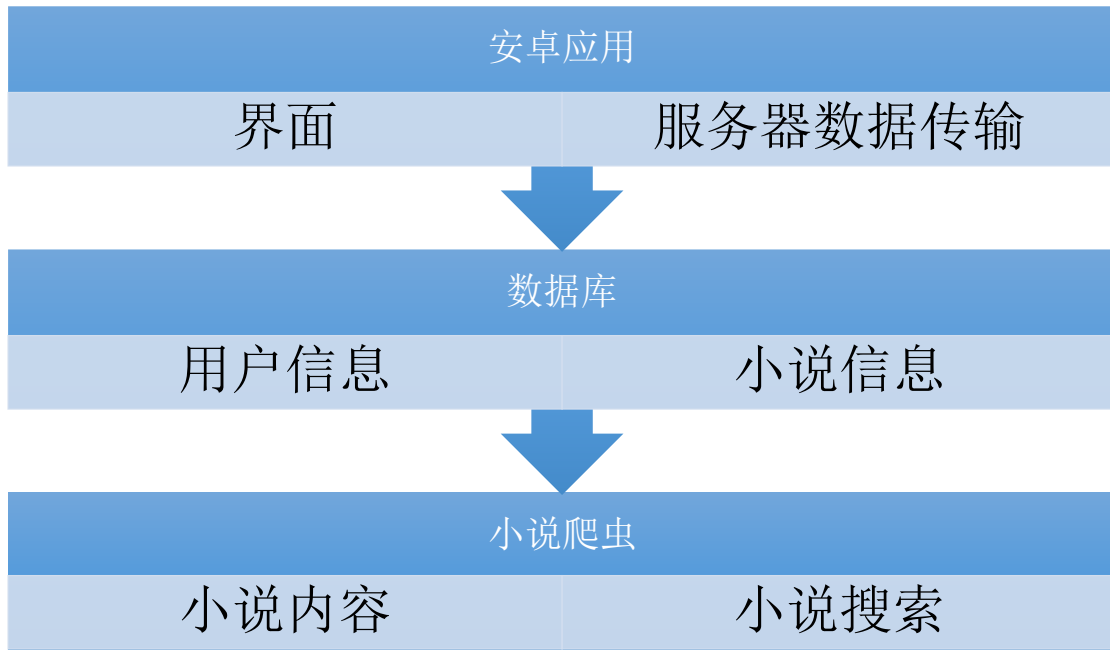 安卓应用
界面 服务器数据传输
数据库
用户信息 小说信息
小说爬虫
小说内容 小说搜索